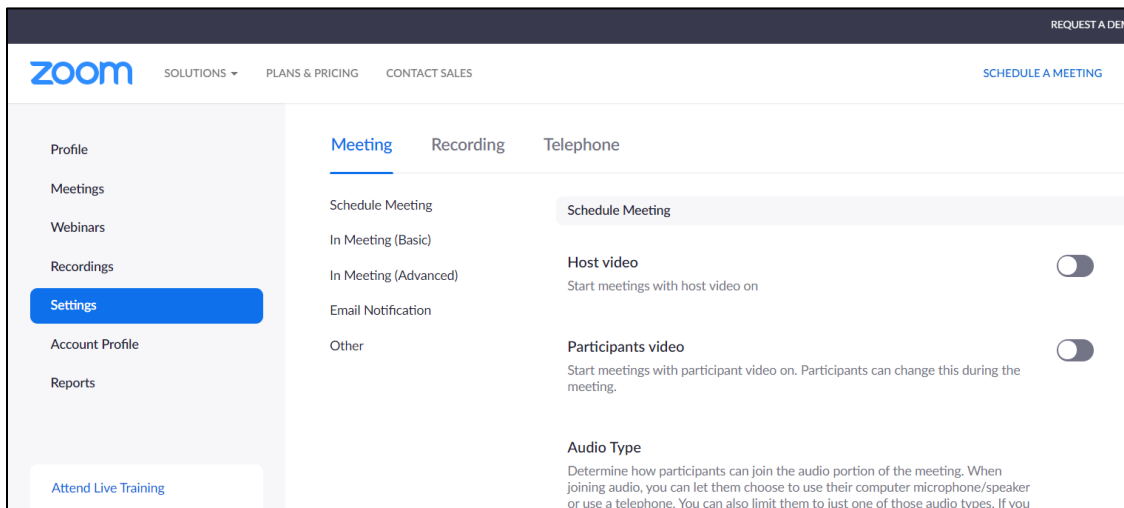 REQUEST A DEM
zoom SOLUTIONS PLANS & PRICING CONTACT SALES SCHEDULE A MEETING
Profile
Meetings
Webinars
Recordings
Settings
Account Profile
Reports
Attend Live Training
Meeting Recording Telephone
Schedule Meeting
In Meeting (Basic)
In Meeting (Advanced)
Email Notification
Other
Schedule Meeting
Host video
Start meetings with host video on
Participants video
Start meetings with participant video on. Participants can change this during the
meeting.
Audio Type
Determine how participants can join the audio portion of the meeting. When
joining audio, you can let them choose to use their computer microphone/speaker
or use a telephone. You can also limit them to just one of those audio types. If you